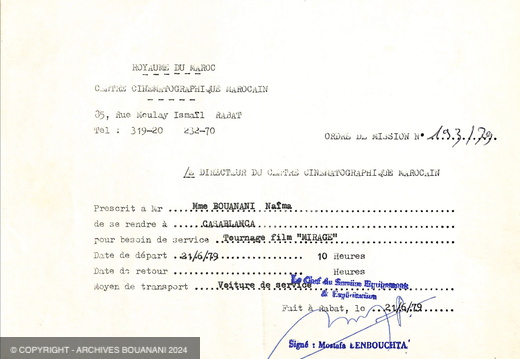 ROYAUME DU MAROC
CENTRE CINEMATOGRAPHIQUE MAROCAIN
35, Rue Moulay Ismaïl RABAT
Tel : 319-20 232-70
ORDRE DE MISSION N° 193/79.
LE DIRECTEUR DU CENTRE CINEMATOGRAPHIQUE MAROCAIN
Prescrit a Mr ... Mme BOUANANI Naïma
de se rendre à ..... CASABLANCA
pour besoin de service .. Tournage film "MIRAGE"
Date de départ .21/6/79 .......... 10 Heures
Date de retour .................... Heures
Moyen de transport .... Voiture de service
Le Chef du Service Equipements
& Exploitation
Fait à Rabat, le ..21/6/79
Signé : Mostafa LENBOUCHTA
© COPYRIGHT - ARCHIVES BOUANANI 2024